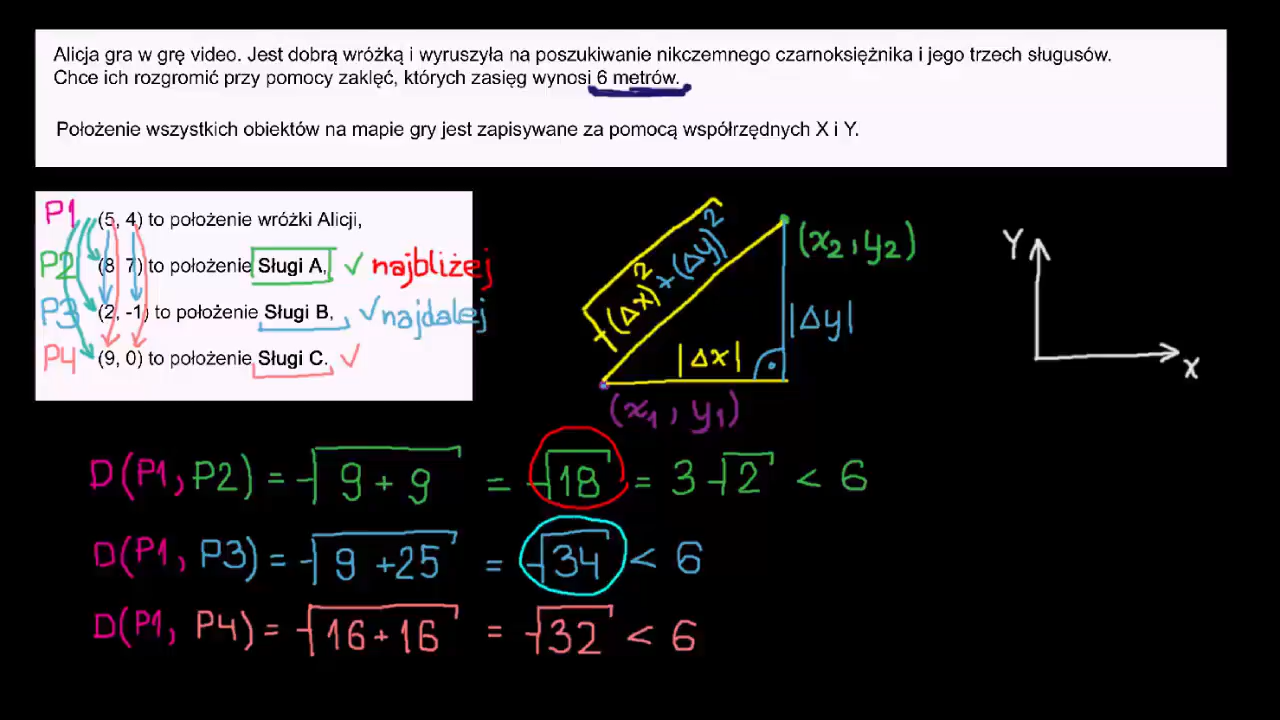 Alicja gra w grę video. Jest dobrą wróżką i wyruszyła na poszukiwanie nikczemnego czarnoksiężnika i jego trzech sługusów.
Chce ich rozgromić przy pomocy zaklęć, których zasięg wynosi 6 metrów.
Położenie wszystkich obiektów na mapie gry jest zapisywane za pomocą współrzędnych X i Y.
P1 (5, 4) to położenie wróżki Alicji,
P2 (8 7) to położenie Sługi A, ✓ najbliżej
P3 (2, -1) to położenie Sługi B, ✓ najdalej
P4 (9, 0) to położenie Sługi C. ✓
√(Δx)² + (Δy)²
(x₂, y₂)
|Δy|
|Δx|
(x₁, y₁)
Y
X
D(P1, P2) = √9 + 9 = √18 = 3√2 < 6
D(P1, P3) = √9 + 25 = √34 < 6
D(P1, P4) = √16 + 16 = √32 < 6